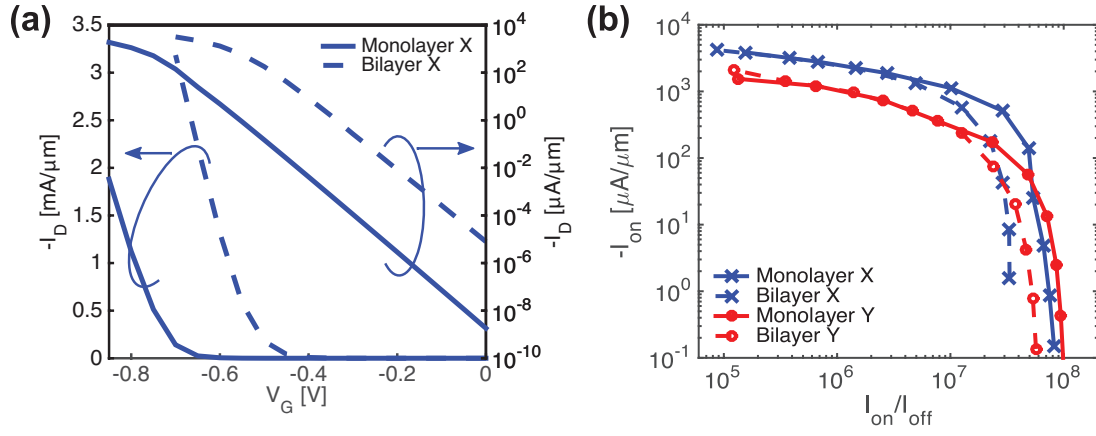 (a)
3.5
3
2.5
2
1.5
1
0.5
0
-I_D [mA/μm]
10^4
10^2
10^0
10^-2
10^-4
10^-6
10^-8
10^-10
-I_D [μA/μm]
Monolayer X
Bilayer X
-0.8
-0.6
-0.4
-0.2
0
V_G [V]
(b)
10^4
10^3
10^2
10^1
10^0
10^-1
-I_on [μA/μm]
Monolayer X
Bilayer X
Monolayer Y
Bilayer Y
10^5
10^6
10^7
10^8
I_on/I_off